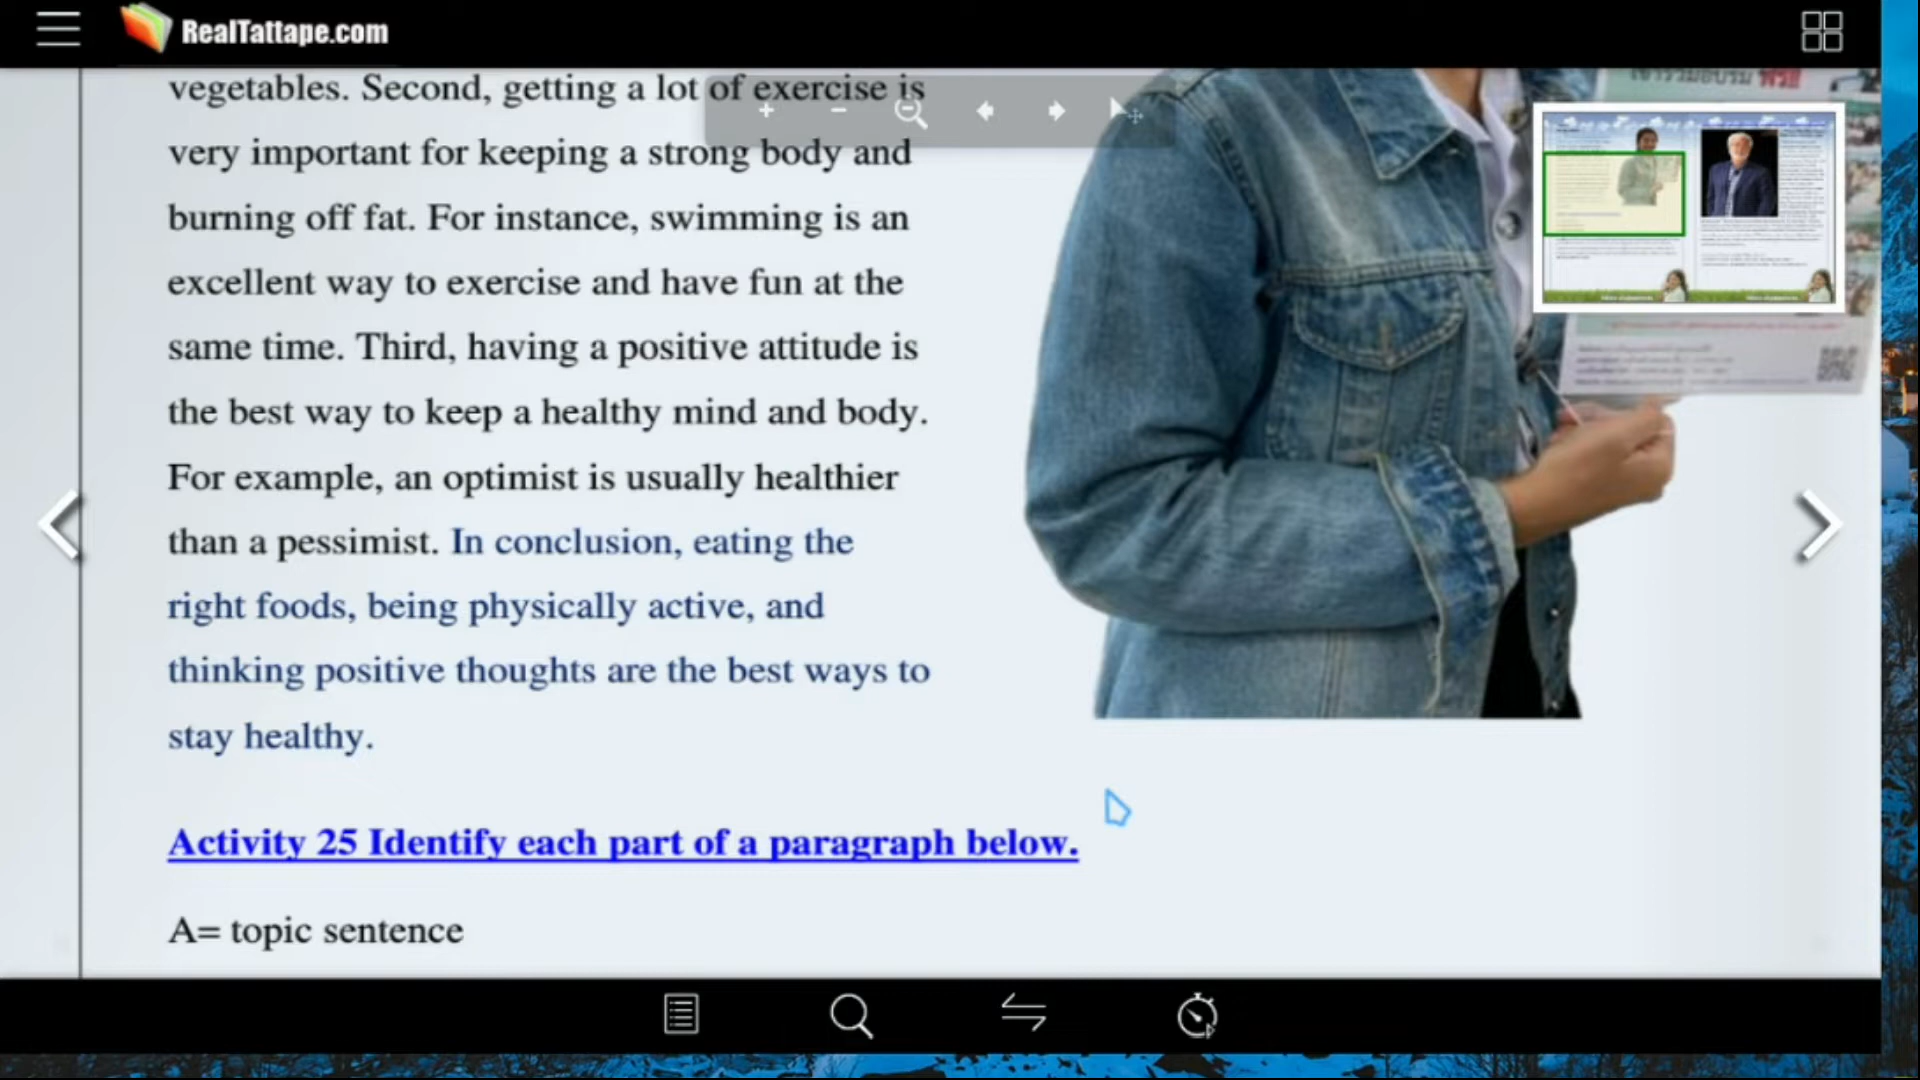 RealTattape.com
vegetables. Second, getting a lot of exercise is
very important for keeping a strong body and
burning off fat. For instance, swimming is an
excellent way to exercise and have fun at the
same time. Third, having a positive attitude is
the best way to keep a healthy mind and body.
For example, an optimist is usually healthier
than a pessimist. In conclusion, eating the
right foods, being physically active, and
thinking positive thoughts are the best ways to
stay healthy.
Activity 25 Identify each part of a paragraph below.
A= topic sentence